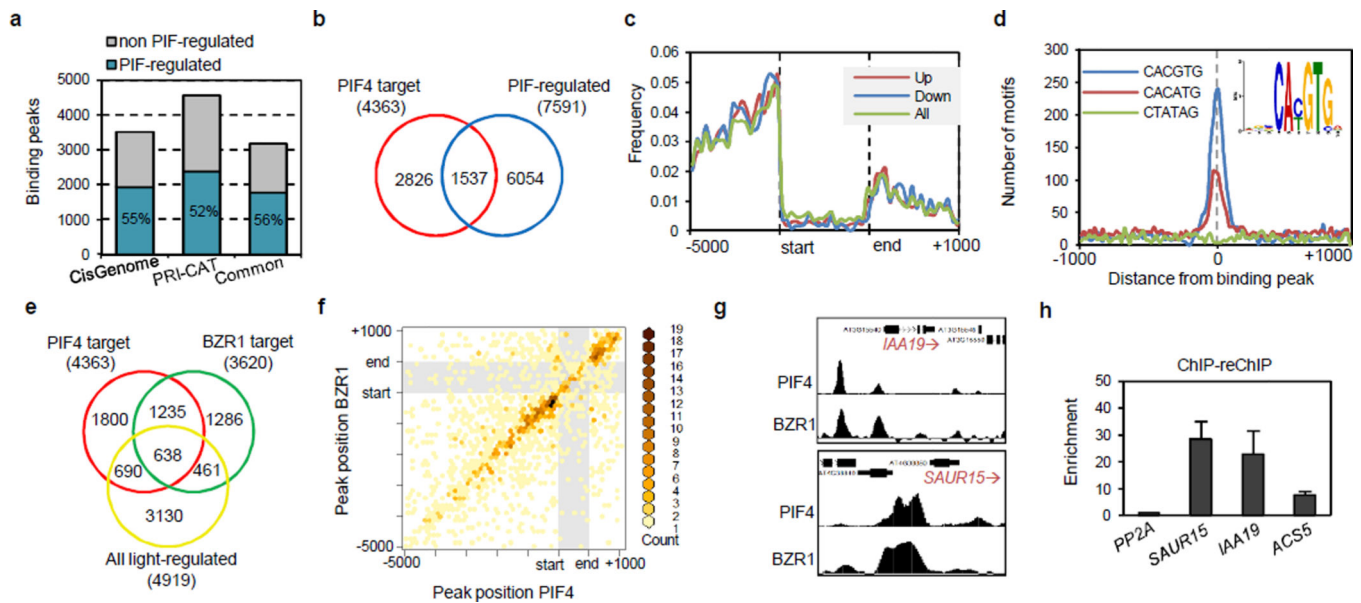 a
non PIF-regulated
PIF-regulated
5000
4000
3000
2000
1000
0
Binding peaks
55%
52%
56%
CisGenome
PRI-CAT
Common
b
PIF4 target
(4363)
PIF-regulated
(7591)
2826
1537
6054
c
0.06
0.05
0.04
0.03
0.02
0.01
0
Frequency
Up
Down
All
-5000
start
end
+1000
d
300
250
200
150
100
50
0
Number of motifs
CACGTG
CACATG
CTATAG
-1000
0
+1000
Distance from binding peak
e
PIF4 target
(4363)
BZR1 target
(3620)
1800
1235
1286
638
690
461
3130
All light-regulated
(4919)
f
+1000
end
start
-5000
Peak position BZR1
-5000
start
end
+1000
Peak position PIF4
19
18
17
16
14
13
12
11
10
9
8
7
6
4
3
2
1
Count
g
IAA19→
PIF4
BZR1
SAUR15→
PIF4
BZR1
h
ChIP-reChIP
50
40
30
20
10
0
Enrichment
PP2A
SAUR15
IAA19
ACS5